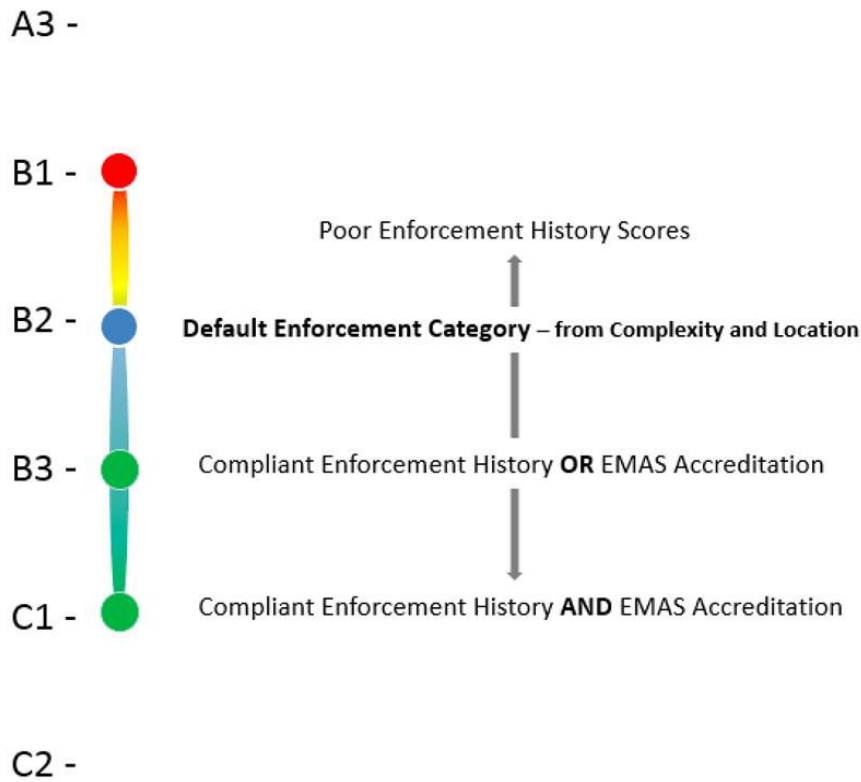 A3 -
B1 -
Poor Enforcement History Scores
B2 -
Default Enforcement Category – from Complexity and Location
B3 -
Compliant Enforcement History OR EMAS Accreditation
C1 -
Compliant Enforcement History AND EMAS Accreditation
C2 -